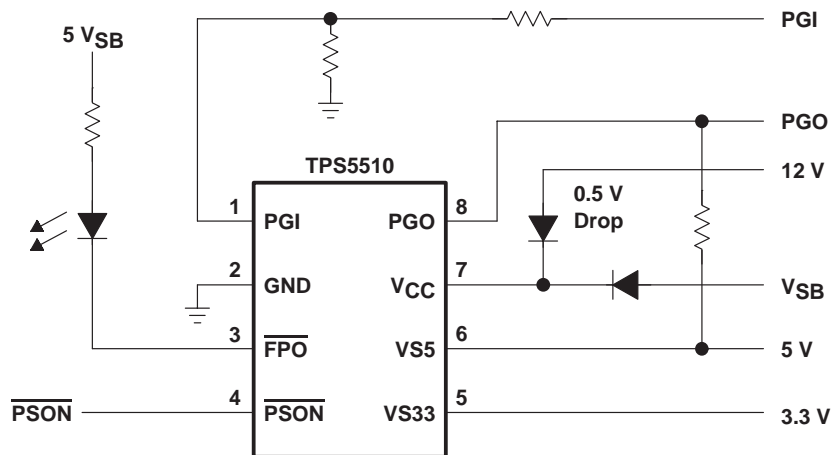 PGI
5 VSB
PGO
TPS5510
12 V
0.5 V
Drop
1
PGI
PGO
8
2
GND
VCC
7
VSB
3
FPO
VS5
6
5 V
PSON
4
PSON
VS33
5
3.3 V